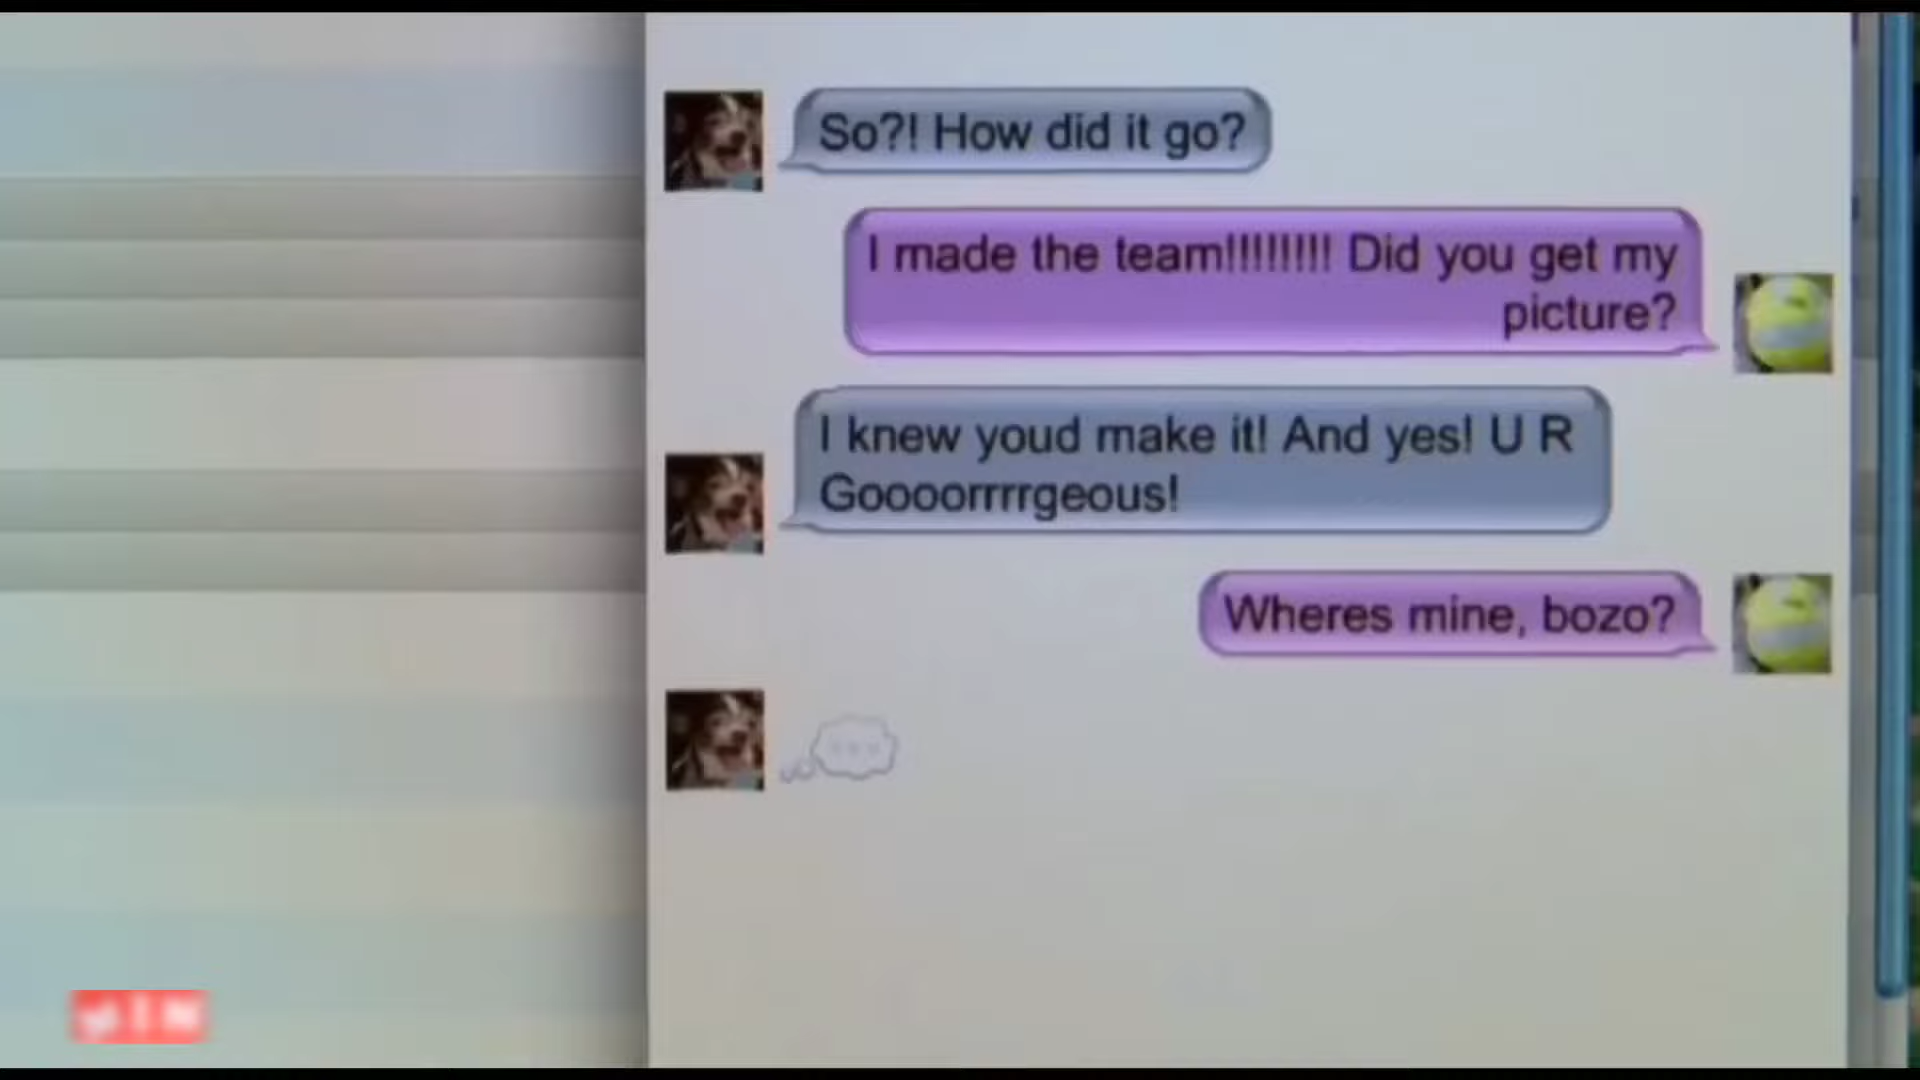 So?! How did it go?
I made the team!!!!!!!! Did you get my
picture?
I knew youd make it! And yes! U R
Goooorrrrgeous!
Wheres mine, bozo?